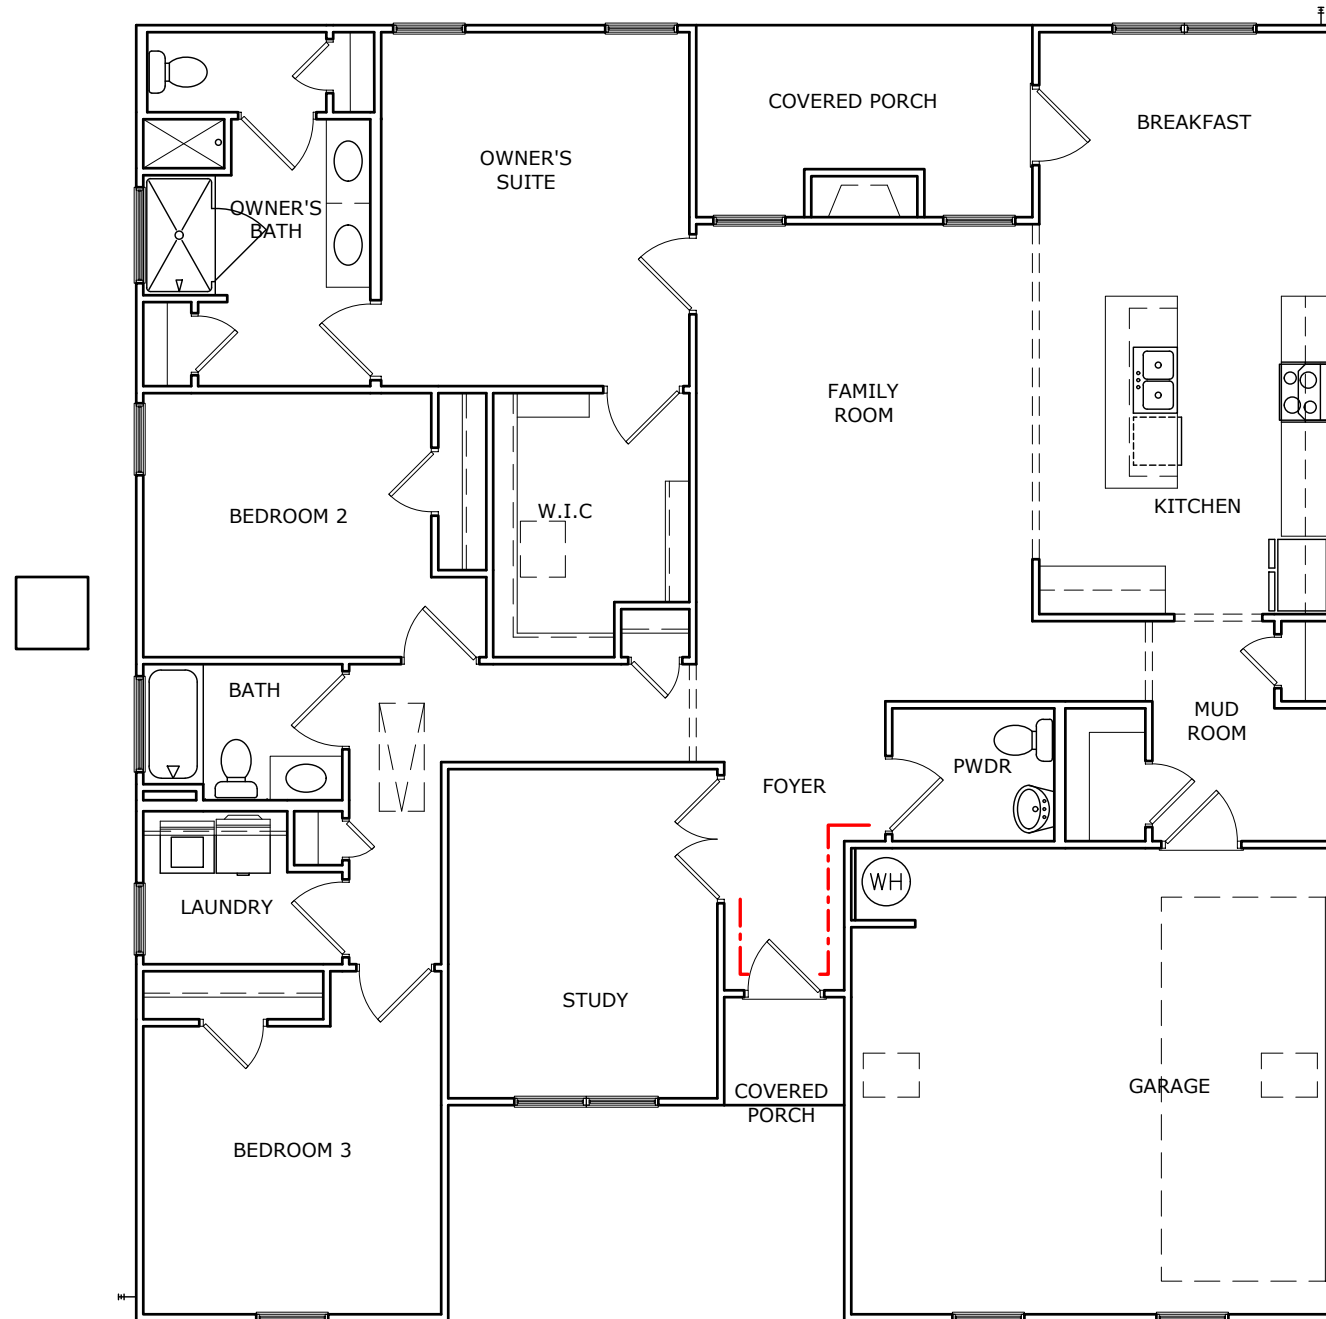 COVERED PORCH
BREAKFAST
OWNER'S
SUITE
OWNER'S
BATH
FAMILY
ROOM
BEDROOM 2
W.I.C
KITCHEN
BATH
MUD
ROOM
PWDR
FOYER
WH
LAUNDRY
STUDY
COVERED
PORCH
GARAGE
BEDROOM 3